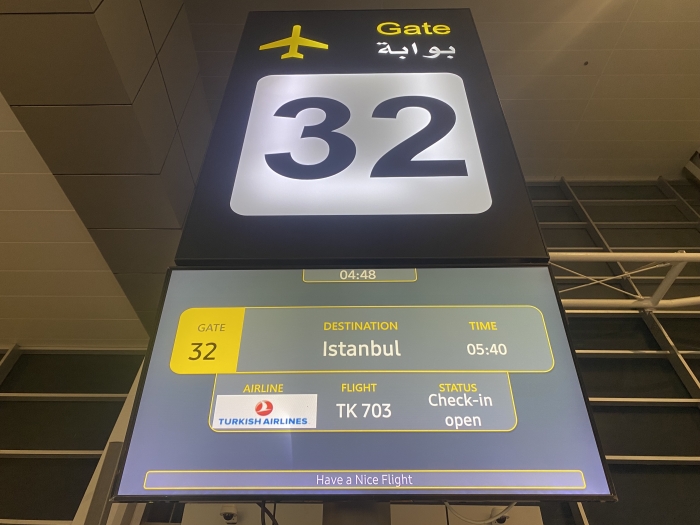 Gate
بوابة
32
04:48
GATE
32
DESTINATION
Istanbul
TIME
05:40
AIRLINE
TURKISH AIRLINES
FLIGHT
TK 703
STATUS
Check-in
open
Have a Nice Flight